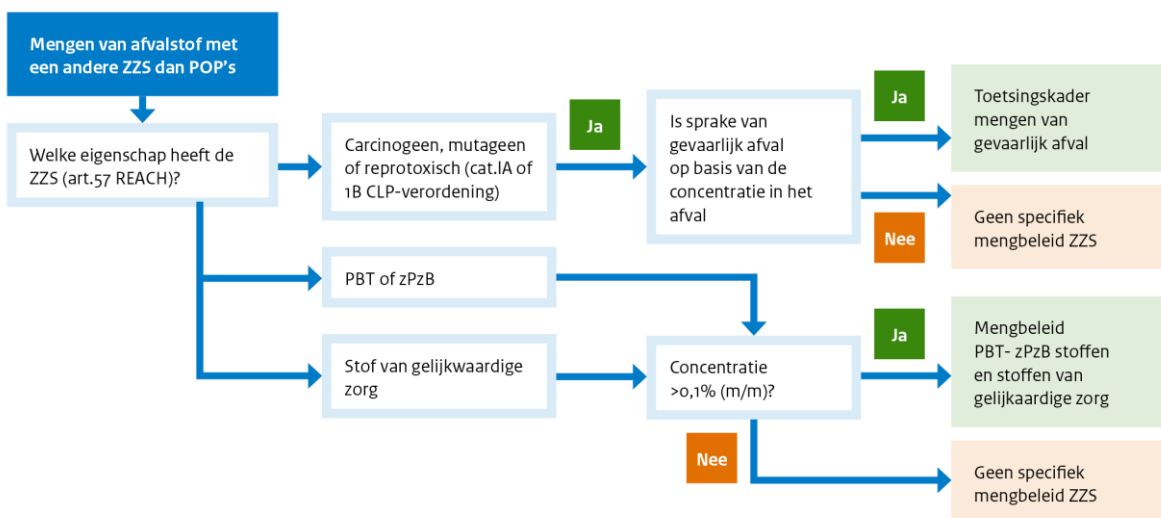 Mengen van afvalstof met
een andere ZZS dan POP's
Welke eigenschap heeft de
ZZS (art.57 REACH)?
Carcinogeen, mutageen
of reprotoxisch (cat.lA of
1B CLP-verordening)
Ja
Is sprake van
gevaarlijk afval
op basis van de
concentratie in het
afval
Ja
Toetsingskader
mengen van
gevaarlijk afval
Nee
Geen specifiek
mengbeleid ZZS
PBT of zPzB
Stof van gelijkwaardige
zorg
Concentratie
>0,1% (m/m)?
Ja
Mengbeleid
PBT- zPzB stoffen
en stoffen van
gelijkaardige zorg
Nee
Geen specifiek
mengbeleid ZZS